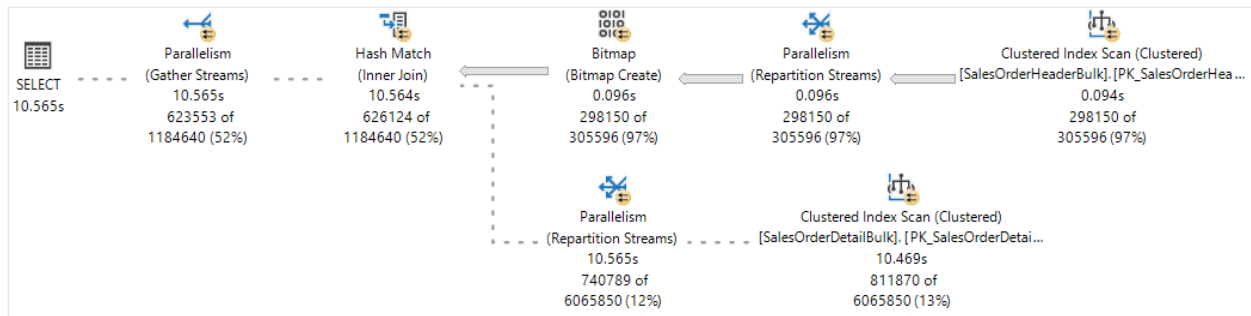 SELECT
10.565s
Parallelism
(Gather Streams)
10.565s
623553 of
1184640 (52%)
Hash Match
(Inner Join)
10.564s
626124 of
1184640 (52%)
0101
1010
Bitmap
(Bitmap Create)
0.096s
298150 of
305596 (97%)
Parallelism
(Repartition Streams)
0.096s
298150 of
305596 (97%)
Clustered Index Scan (Clustered)
[SalesOrderHeaderBulk].[PK_SalesOrderHea...
0.094s
298150 of
305596 (97%)
Parallelism
(Repartition Streams)
10.565s
740789 of
6065850 (12%)
Clustered Index Scan (Clustered)
[SalesOrderDetailBulk].[PK_SalesOrderDetai...
10.469s
811870 of
6065850 (13%)